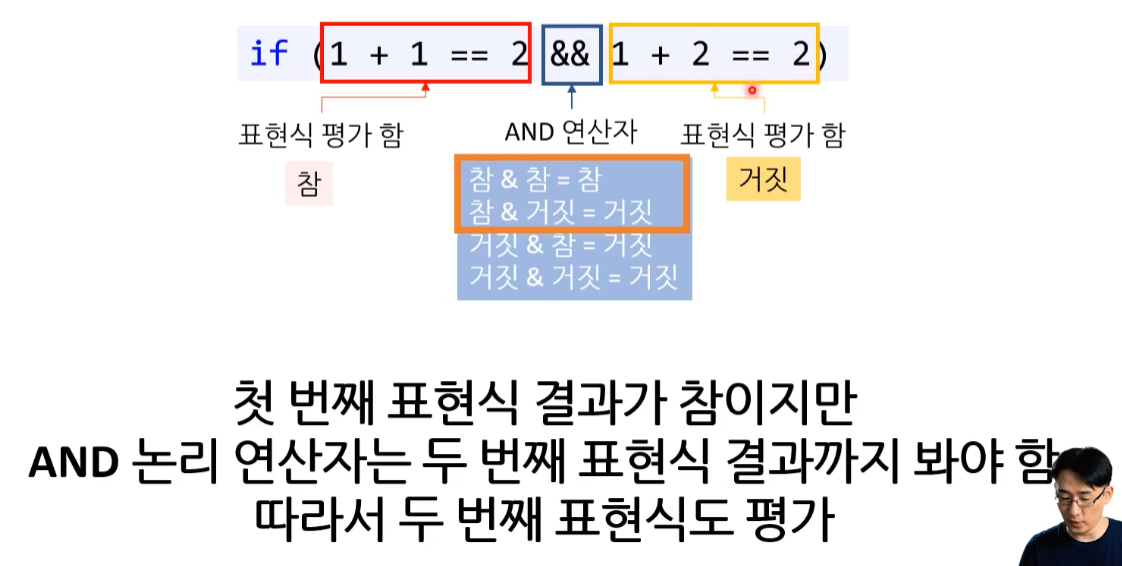 if (1 + 1 == 2 && 1 + 2 == 2)
표현식 평가 함
AND 연산자
표현식 평가 함
참
거짓
참 & 참 = 참
참 & 거짓 = 거짓
거짓 & 참 = 거짓
거짓 & 거짓 = 거짓
첫 번째 표현식 결과가 참이지만
AND 논리 연산자는 두 번째 표현식 결과까지 봐야 함
따라서 두 번째 표현식도 평가